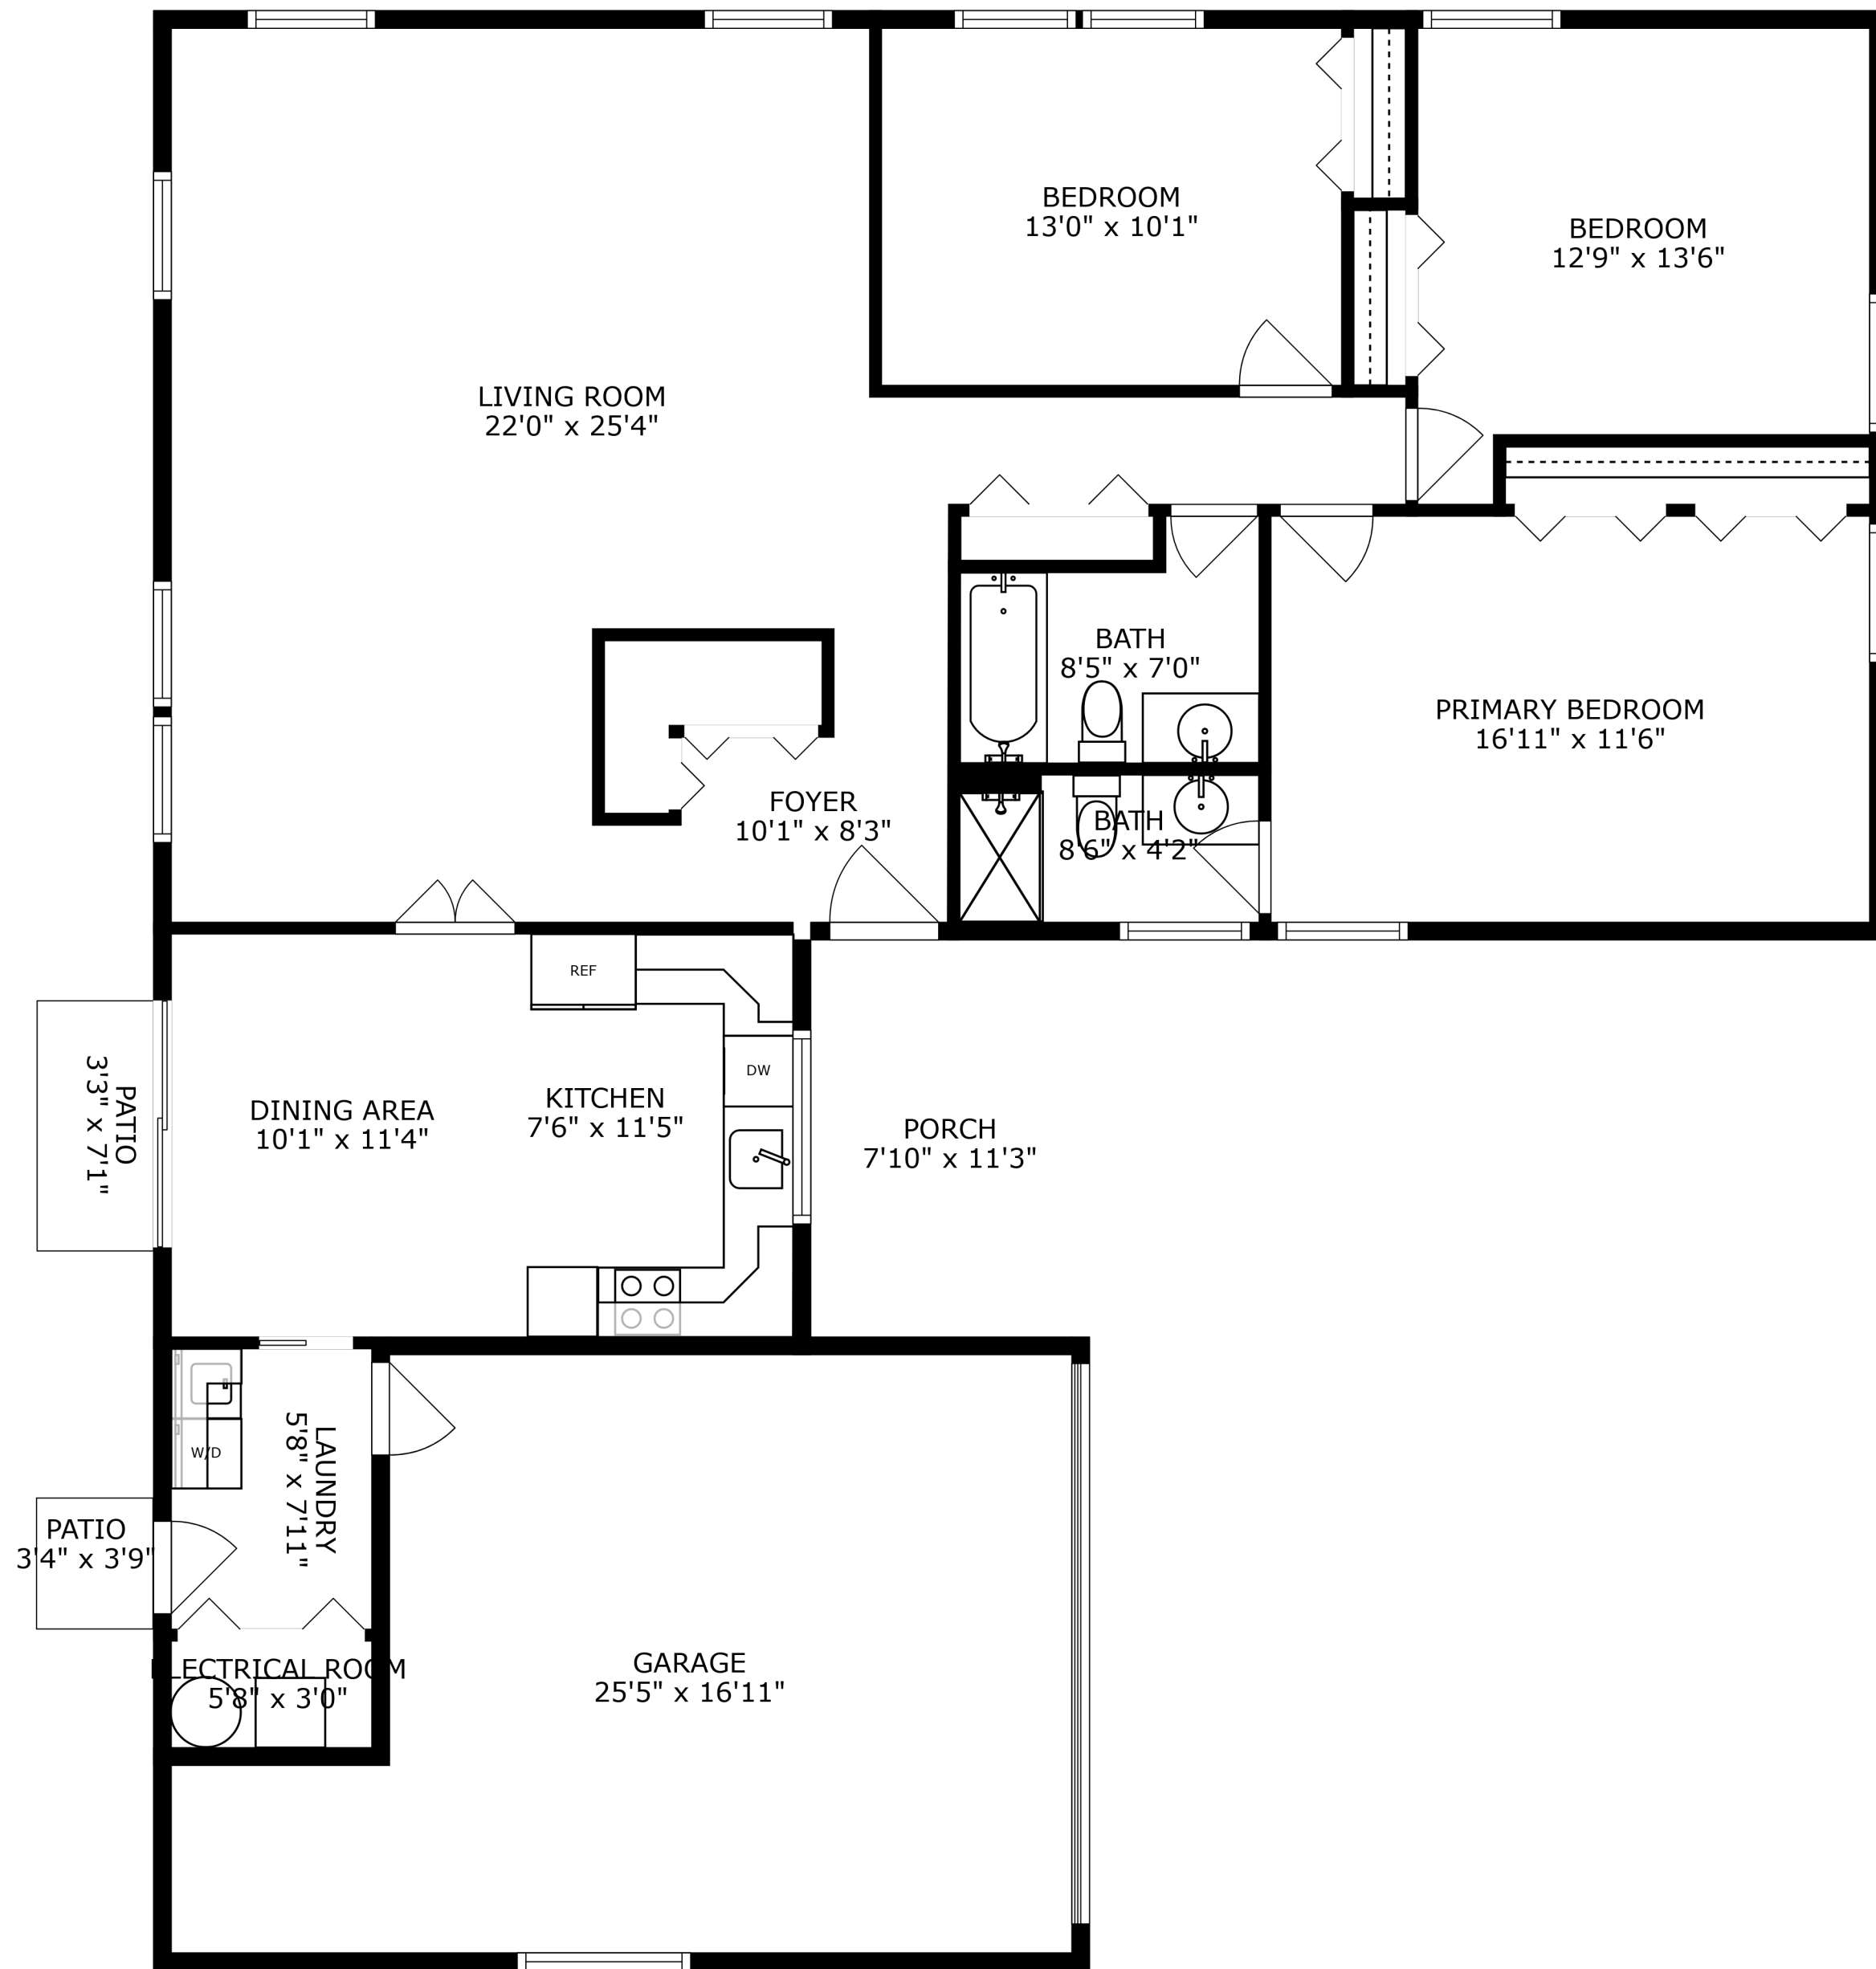 BEDROOM
13'0" x 10'1"
BEDROOM
12'9" x 13'6"
LIVING ROOM
22'0" x 25'4"
BATH
8'5" x 7'0"
PRIMARY BEDROOM
16'11" x 11'6"
FOYER
10'1" x 8'3"
BATH
8'6" x 4'2"
REF
DW
PATIO
3'3" x 7'1"
DINING AREA
10'1" x 11'4"
KITCHEN
7'6" x 11'5"
PORCH
7'10" x 11'3"
W/D
LAUNDRY
5'8" x 7'11"
PATIO
3'4" x 3'9"
ELECTRICAL ROOM
5'8" x 3'0"
GARAGE
25'5" x 16'11"